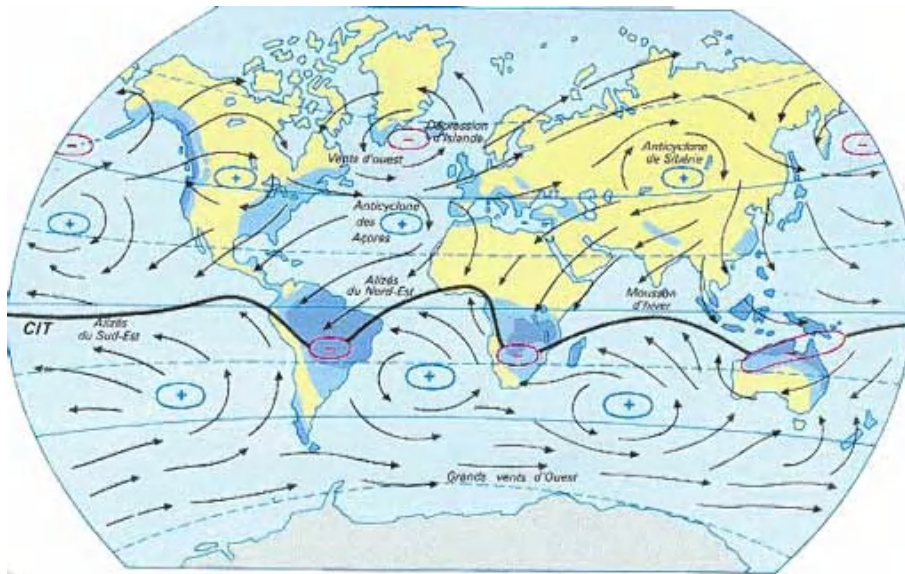 Dépression
d'Islande
Vents d'ouest
Anticyclone
de Sibérie
Anticyclone
des
Açores
Alizés
du Nord-Est
Mousson
d'hiver
CIT
Alizés
du Sud-Est
Grands vents d'Ouest